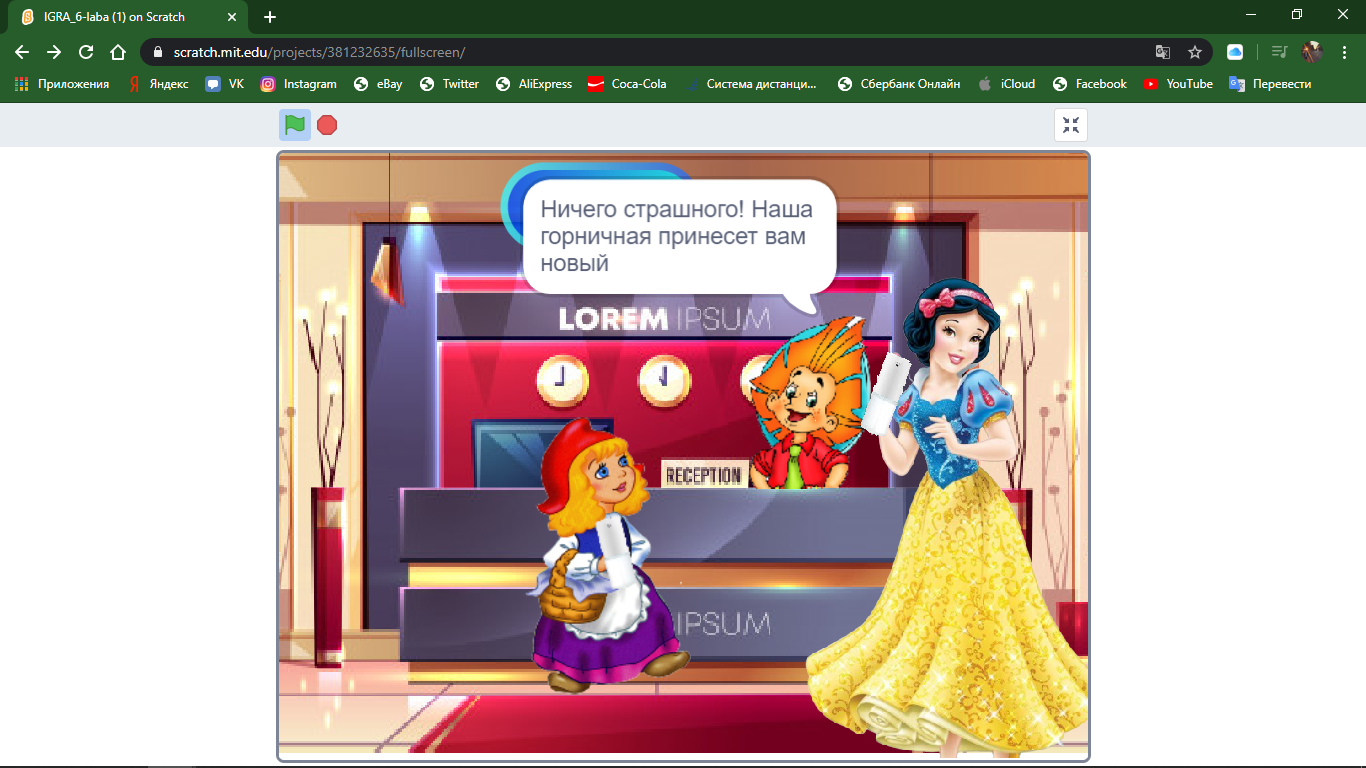 IGRA_6-laba (1) on Scratch
scratch.mit.edu/projects/381232635/fullscreen/
Приложения Яндекс VK Instagram eBay Twitter AliExpress Coca-Cola Система дистанци... Сбербанк Онлайн iCloud Facebook YouTube Перевести
Ничего страшного! Наша
горничная принесет вам
новый
LOREM IPSUM
RECEPTION
IPSUM